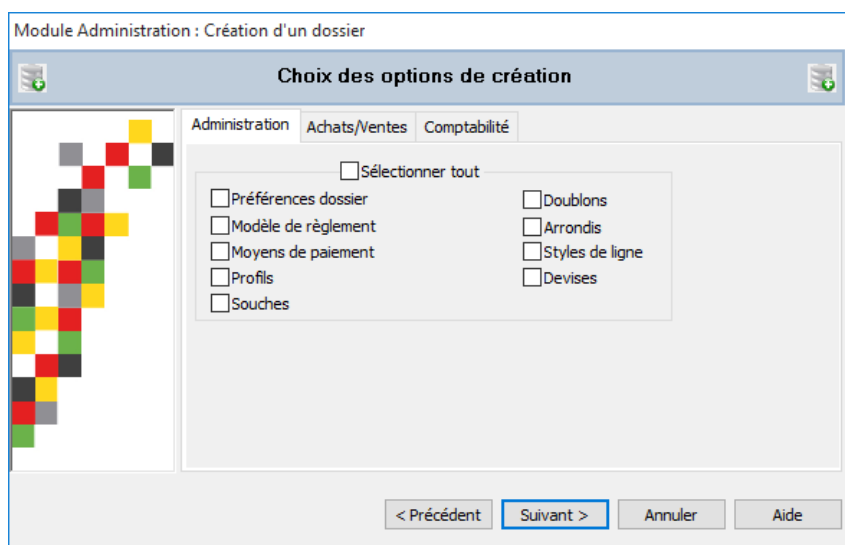 Module Administration : Création d'un dossier
Choix des options de création
Administration Achats/Ventes Comptabilité
Sélectionner tout
Préférences dossier Doublons
Modèle de règlement Arrondis
Moyens de paiement Styles de ligne
Profils Devises
Souches
< Précédent Suivant > Annuler Aide